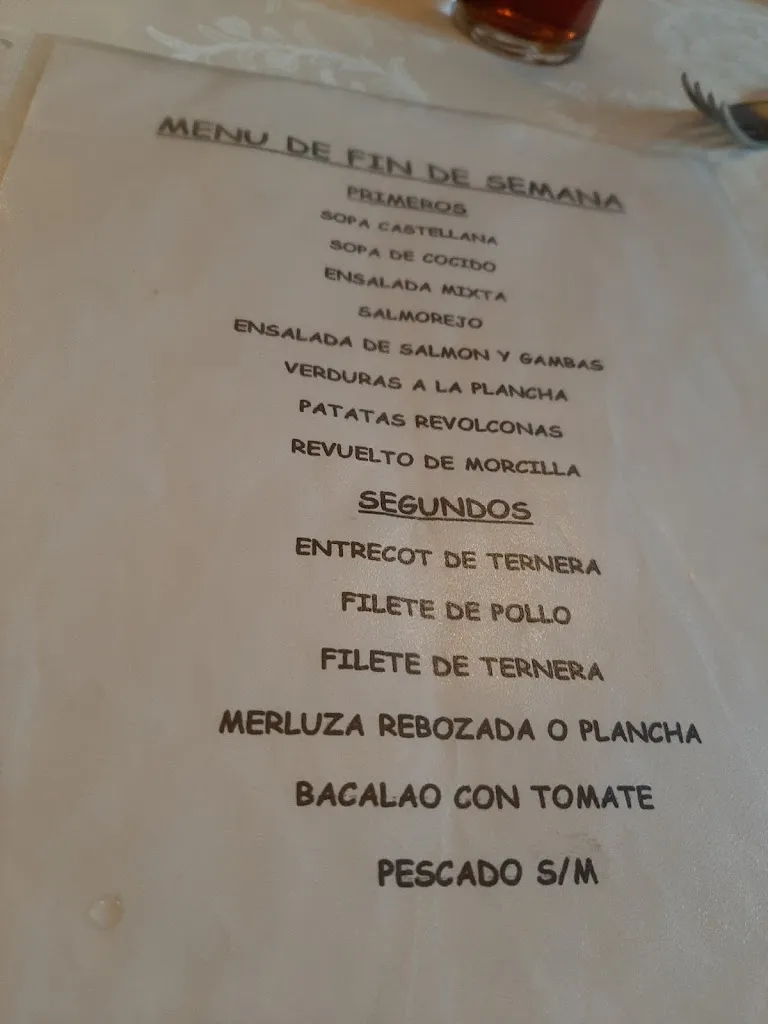 MENU DE FIN DE SEMANA
PRIMEROS
SOPA CASTELLANA
SOPA DE COCIDO
ENSALADA MIXTA
SALMOREJO
ENSALADA DE SALMON Y GAMBAS
VERDURAS A LA PLANCHA
PATATAS REVOLCONAS
REVUELTO DE MORCILLA
SEGUNDOS
ENTRECOT DE TERNERA
FILETE DE POLLO
FILETE DE TERNERA
MERLUZA REBOZADA O PLANCHA
BACALAO CON TOMATE
PESCADO S/M